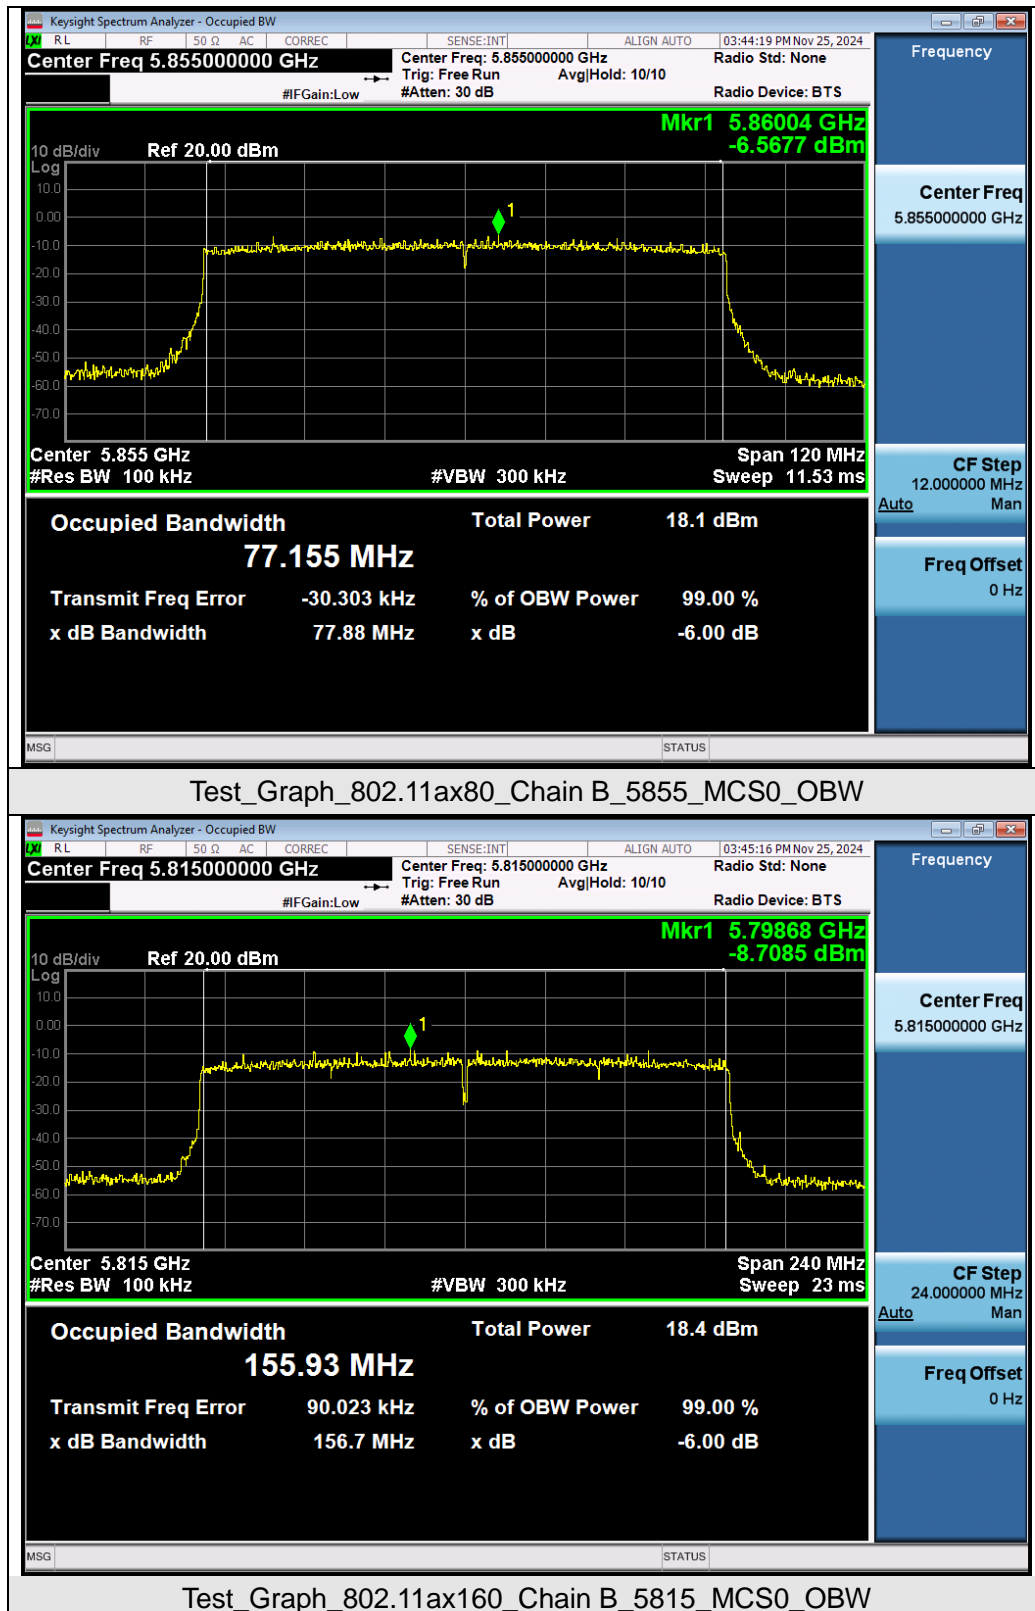 Keysight Spectrum Analyzer - Occupied BW
LXI RL RF 50 Ω AC CORREC SENSE:INT ALIGN AUTO 03:44:19 PM Nov 25, 2024
Center Freq 5.855000000 GHz Center Freq: 5.855000000 GHz Radio Std: None Frequency
Trig: Free Run Avg|Hold: 10/10
#IFGain:Low #Atten: 30 dB Radio Device: BTS
Mkr1 5.86004 GHz
10 dB/div Ref 20.00 dBm -6.5677 dBm
Log
10.0
0.00
-10.0
-20.0
-30.0
-40.0
-50.0
-60.0
-70.0
1
Center Freq
5.855000000 GHz
Center 5.855 GHz Span 120 MHz
#Res BW 100 kHz #VBW 300 kHz Sweep 11.53 ms
CF Step
12.000000 MHz
Auto Man
Freq Offset
0 Hz
Occupied Bandwidth Total Power 18.1 dBm
77.155 MHz
Transmit Freq Error -30.303 kHz % of OBW Power 99.00 %
x dB Bandwidth 77.88 MHz x dB -6.00 dB
MSG STATUS
Test_Graph_802.11ax80_Chain B_5855_MCS0_OBW
Keysight Spectrum Analyzer - Occupied BW
LXI RL RF 50 Ω AC CORREC SENSE:INT ALIGN AUTO 03:45:16 PM Nov 25, 2024
Center Freq 5.815000000 GHz Center Freq: 5.815000000 GHz Radio Std: None Frequency
Trig: Free Run Avg|Hold: 10/10
#IFGain:Low #Atten: 30 dB Radio Device: BTS
Mkr1 5.79868 GHz
10 dB/div Ref 20.00 dBm -8.7085 dBm
Log
10.0
0.00
-10.0
-20.0
-30.0
-40.0
-50.0
-60.0
-70.0
1
Center Freq
5.815000000 GHz
Center 5.815 GHz Span 240 MHz
#Res BW 100 kHz #VBW 300 kHz Sweep 23 ms
CF Step
24.000000 MHz
Auto Man
Freq Offset
0 Hz
Occupied Bandwidth Total Power 18.4 dBm
155.93 MHz
Transmit Freq Error 90.023 kHz % of OBW Power 99.00 %
x dB Bandwidth 156.7 MHz x dB -6.00 dB
MSG STATUS
Test_Graph_802.11ax160_Chain B_5815_MCS0_OBW